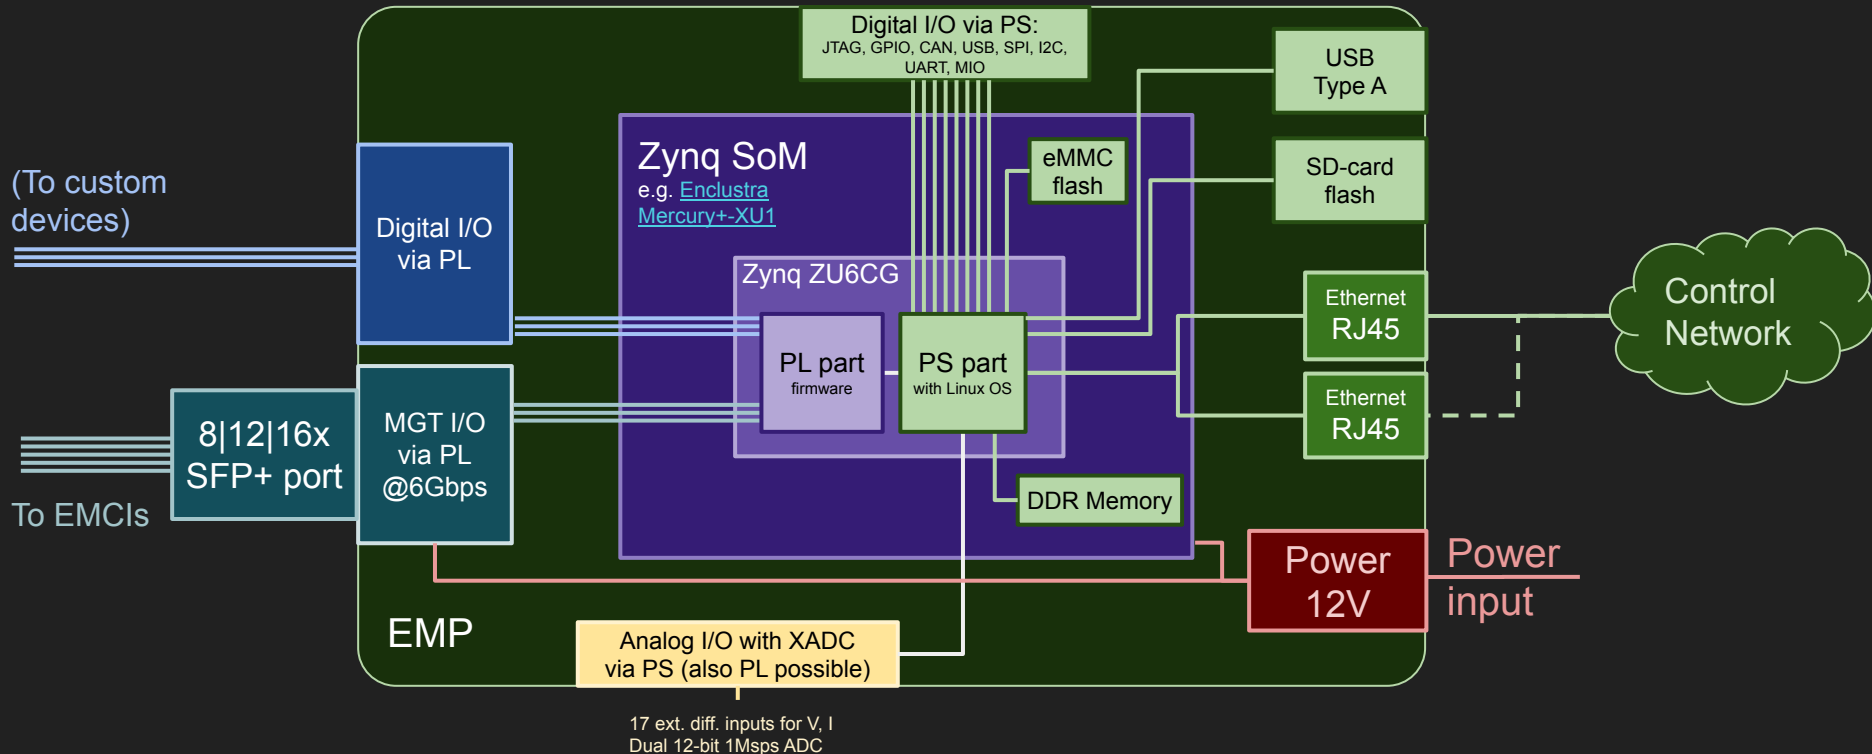 Digital I/O via PS:
JTAG, GPIO, CAN, USB, SPI, I2C,
UART, MIO
USB
Type A
Zynq SoM
e.g. Enclustra
Mercury+-XU1
eMMC
flash
SD-card
flash
(To custom
devices)
Digital I/O
via PL
Zynq ZU6CG
Ethernet
RJ45
Control
Network
PL part
firmware
PS part
with Linux OS
Ethernet
RJ45
8|12|16x
SFP+ port
MGT I/O
via PL
@6Gbps
To EMCIs
DDR Memory
Power
12V
Power
input
EMP
Analog I/O with XADC
via PS (also PL possible)
17 ext. diff. inputs for V, I
Dual 12-bit 1Msps ADC